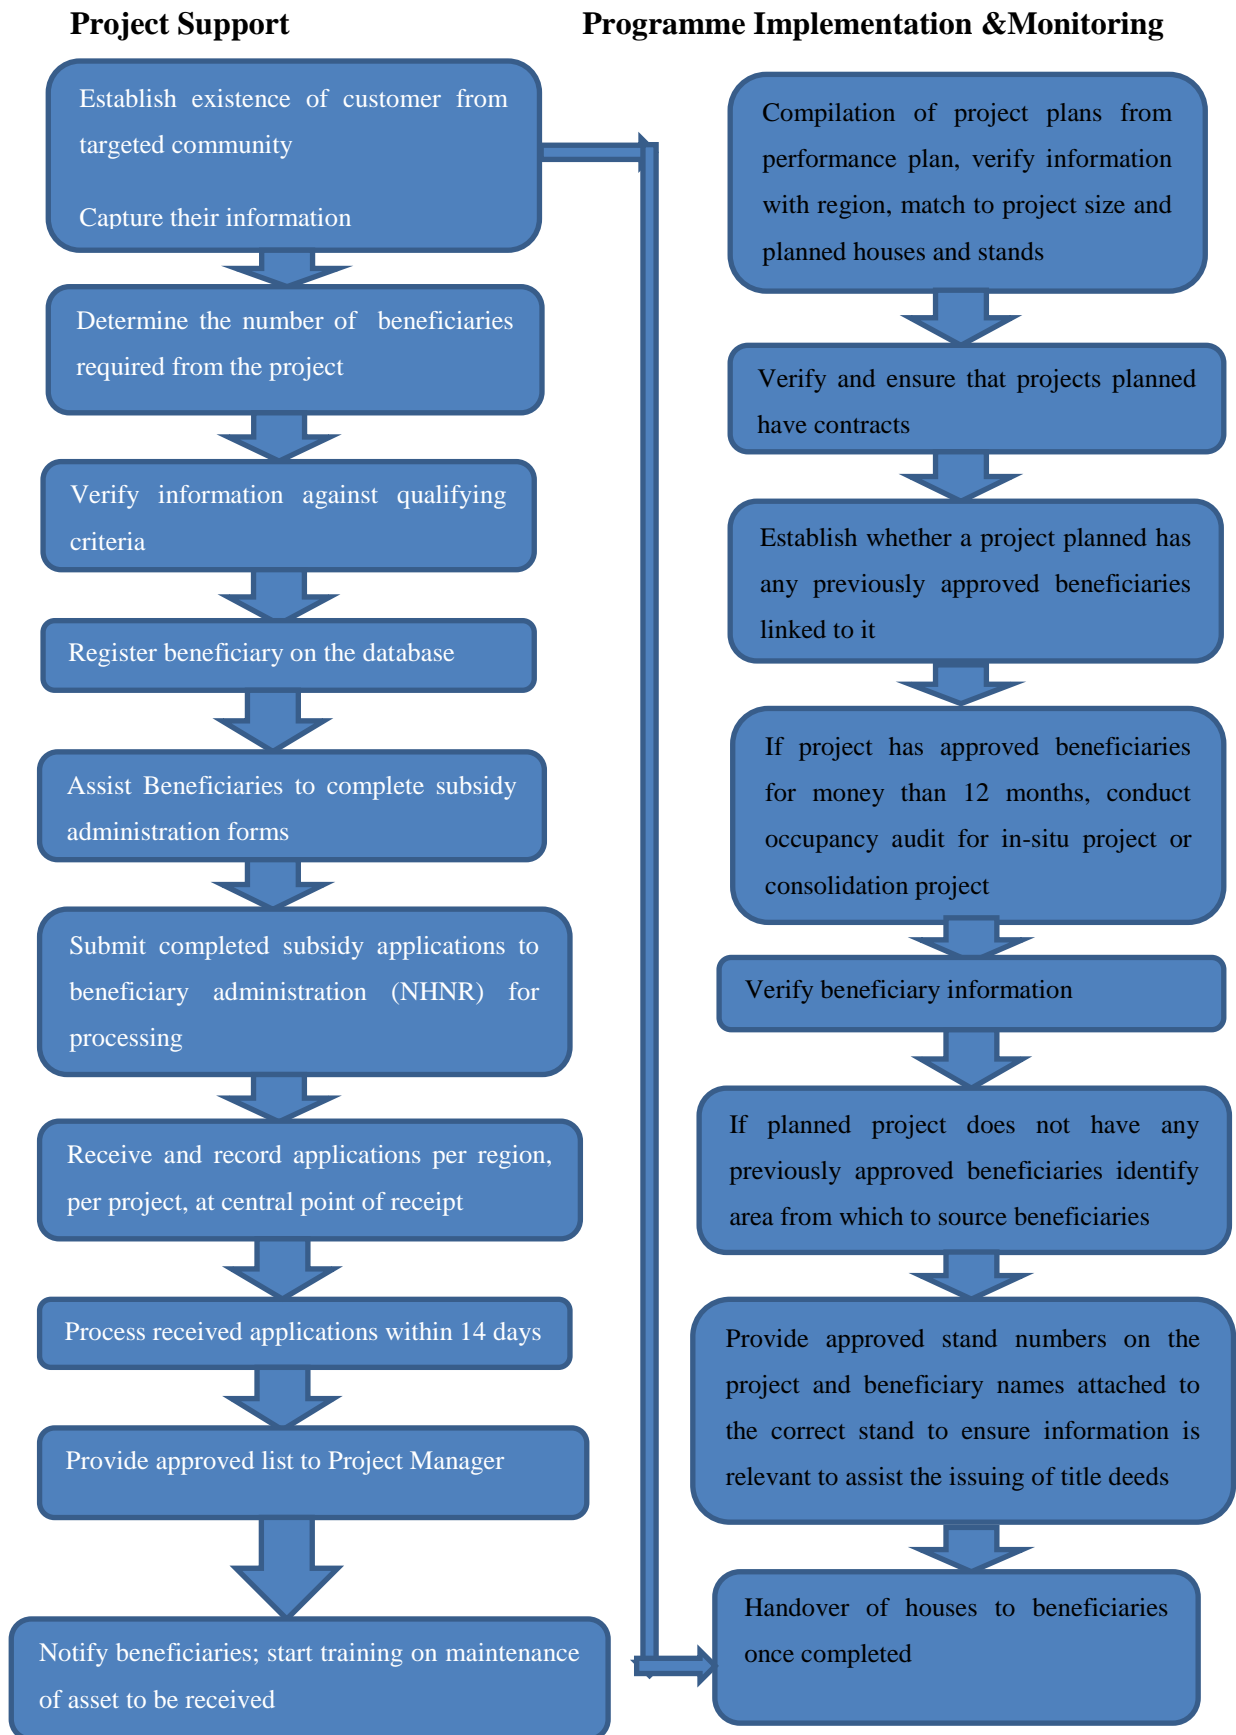 Project Support
Establish existence of customer from
targeted community
Capture their information
Determine the number of beneficiaries
required from the project
Verify information against qualifying
criteria
Register beneficiary on the database
Assist Beneficiaries to complete subsidy
administration forms
Submit completed subsidy applications to
beneficiary administration (NHNR) for
processing
Receive and record applications per region,
per project, at central point of receipt
Process received applications within 14 days
Provide approved list to Project Manager
Notify beneficiaries; start training on maintenance
of asset to be received
Programme Implementation &Monitoring
Compilation of project plans from
performance plan, verify information
with region, match to project size and
planned houses and stands
Verify and ensure that projects planned
have contracts
Establish whether a project planned has
any previously approved beneficiaries
linked to it
If project has approved beneficiaries
for money than 12 months, conduct
occupancy audit for in-situ project or
consolidation project
Verify beneficiary information
If planned project does not have any
previously approved beneficiaries identify
area from which to source beneficiaries
Provide approved stand numbers on the
project and beneficiary names attached to
the correct stand to ensure information is
relevant to assist the issuing of title deeds
Handover of houses to beneficiaries
once completed